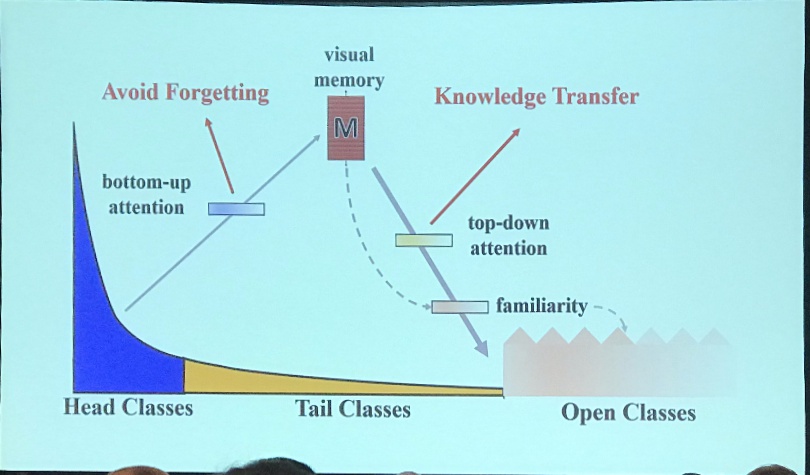 visual
memory
Avoid Forgetting
Knowledge Transfer
M
bottom-up
attention
top-down
attention
familiarity
Head Classes
Tail Classes
Open Classes